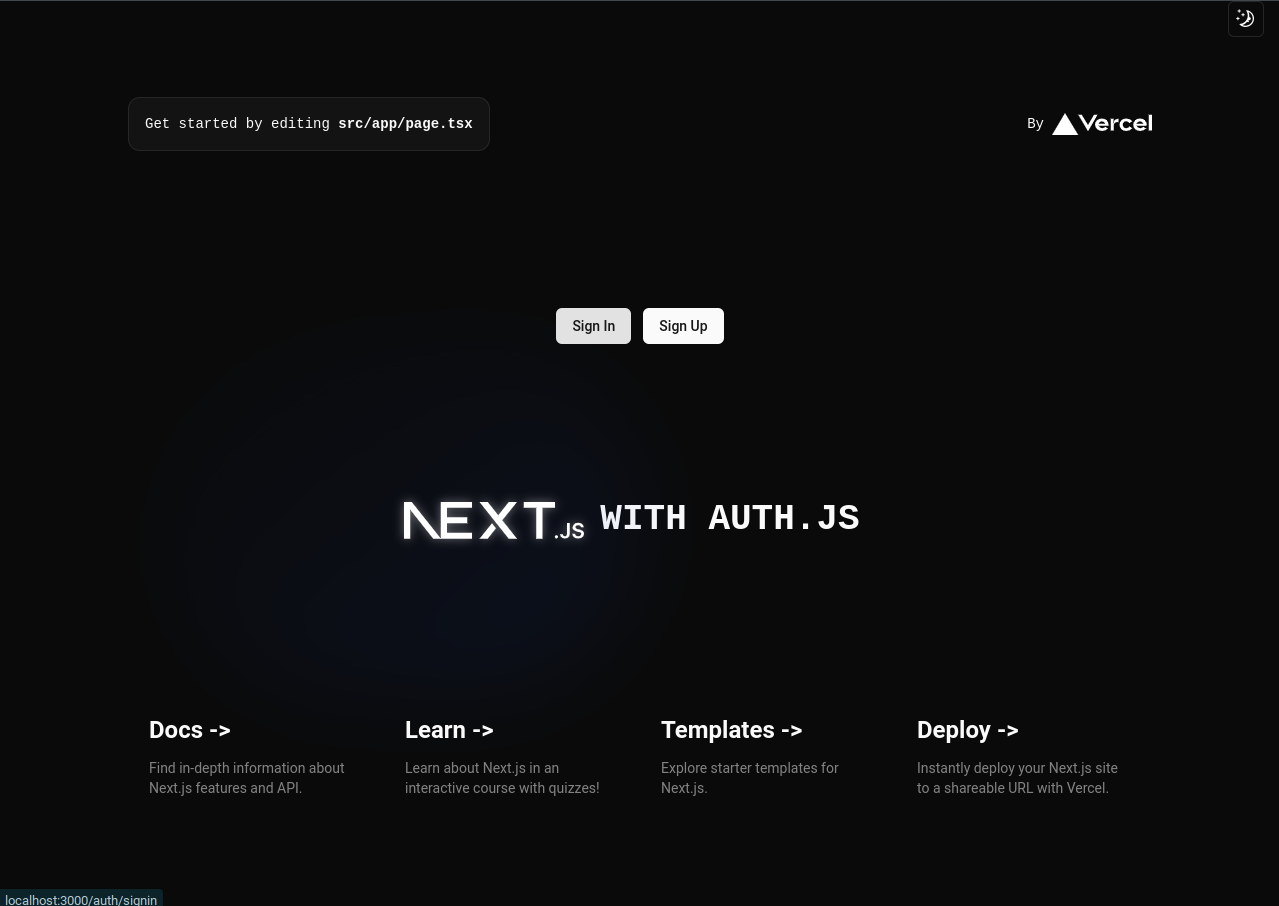 Get started by editing src/app/page.tsx
By Vercel
Sign In
Sign Up
NEXT.JS WITH AUTH.JS
Docs ->
Find in-depth information about
Next.js features and API.
Learn ->
Learn about Next.js in an
interactive course with quizzes!
Templates ->
Explore starter templates for
Next.js.
Deploy ->
Instantly deploy your Next.js site
to a shareable URL with Vercel.
localhost:3000/auth/signin